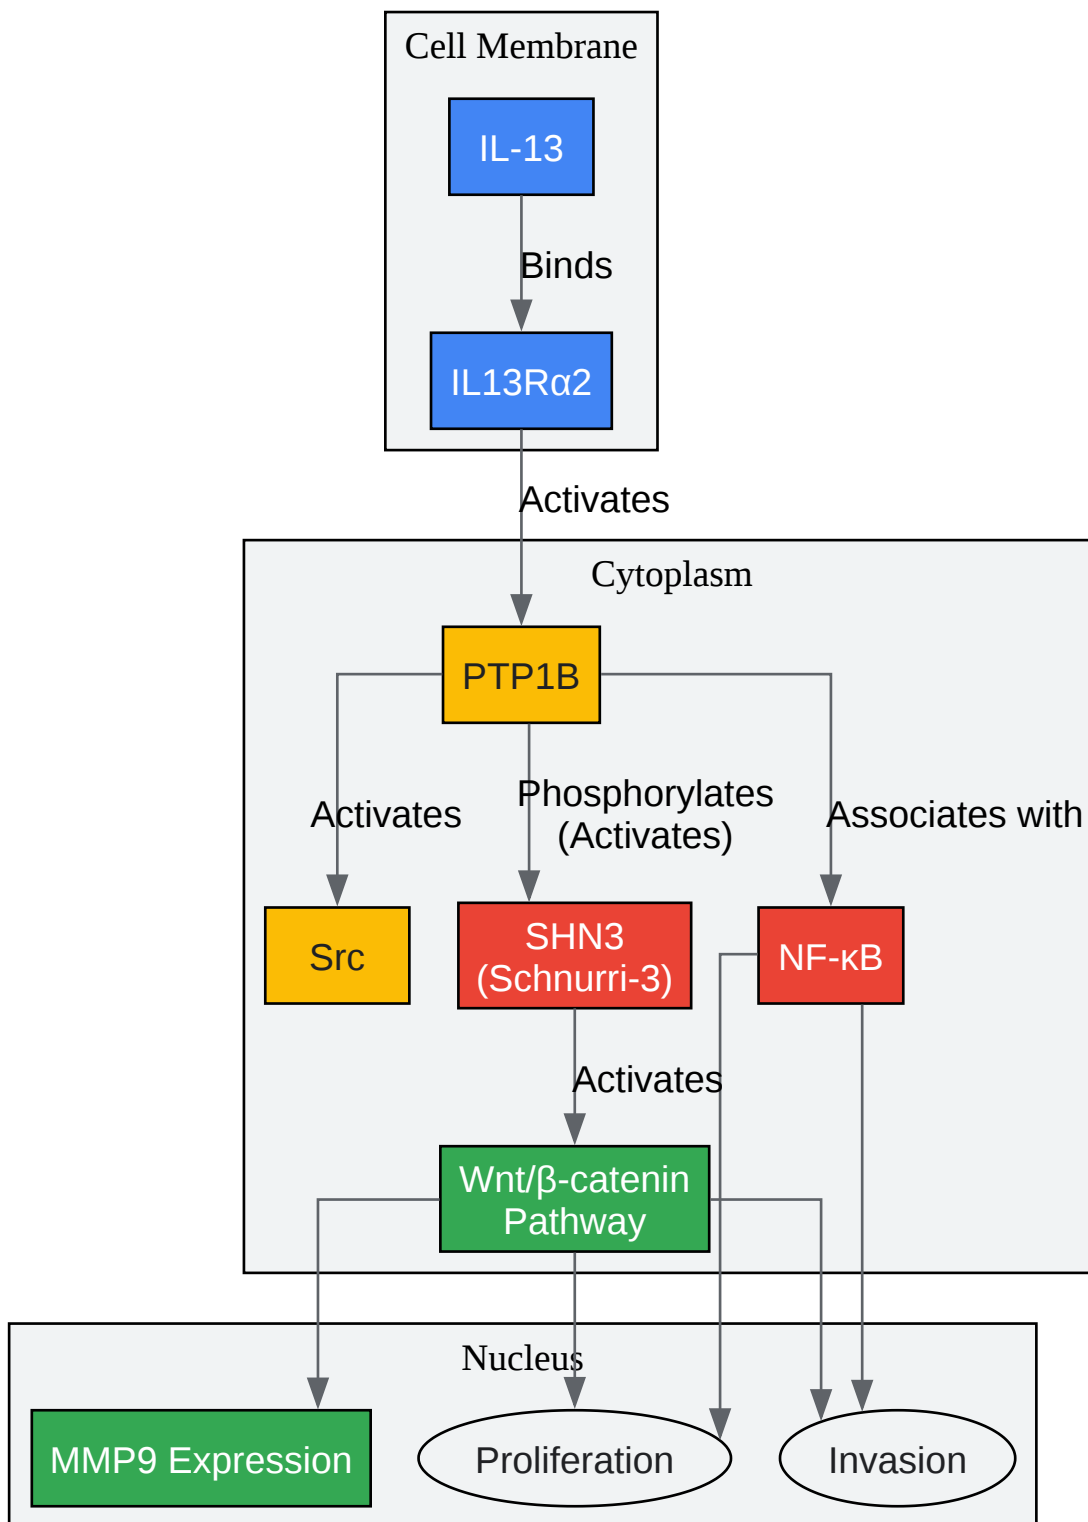 Cell Membrane
IL-13
Binds
IL13Rα2
Activates
Cytoplasm
PTP1B
Activates
Phosphorylates
(Activates)
Associates with
Src
SHN3
(Schnurri-3)
NF-κB
Activates
Wnt/β-catenin
Pathway
Nucleus
MMP9 Expression
Proliferation
Invasion